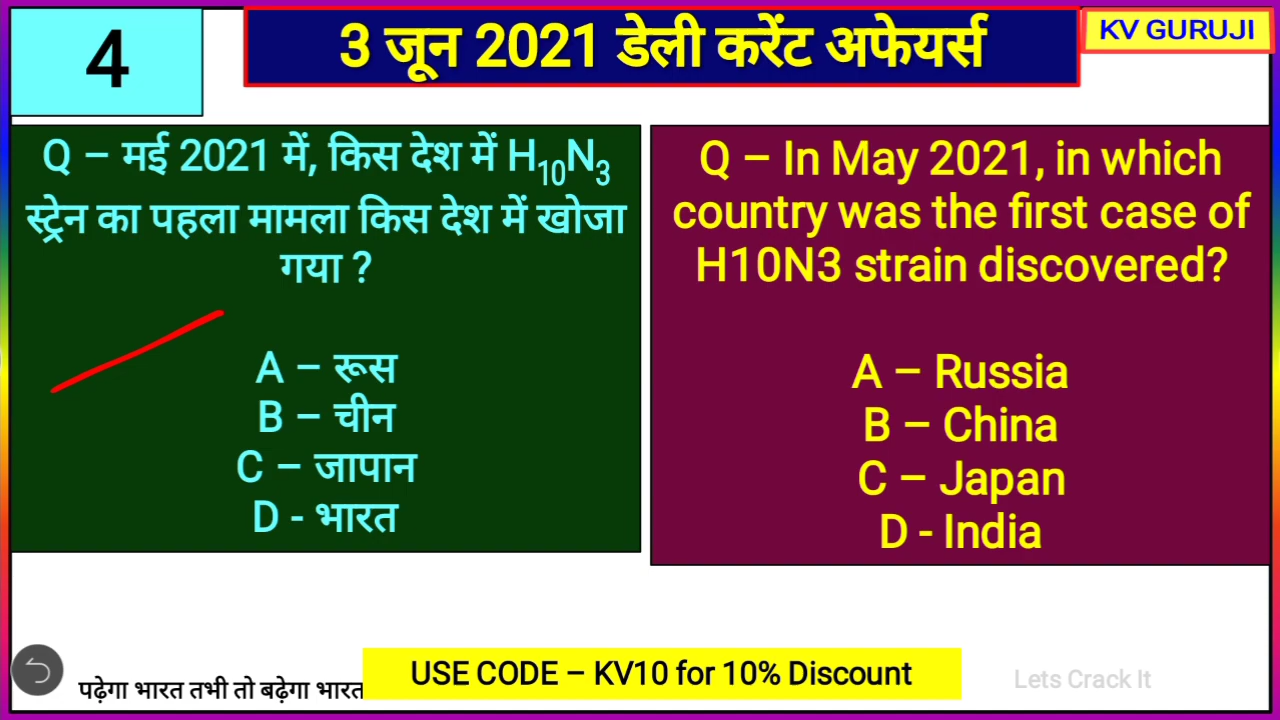 4
3 जून 2021 डेली करेंट अफेयर्स
KV GURUJI
Q – मई 2021 में, किस देश में H₁₀N₃
स्ट्रेन का पहला मामला किस देश में खोजा
गया ?
A – रूस
B – चीन
C – जापान
D - भारत
Q – In May 2021, in which
country was the first case of
H10N3 strain discovered?
A – Russia
B – China
C – Japan
D - India
पढ़ेगा भारत तभी तो बढ़ेगा भारत
USE CODE – KV10 for 10% Discount
Lets Crack It